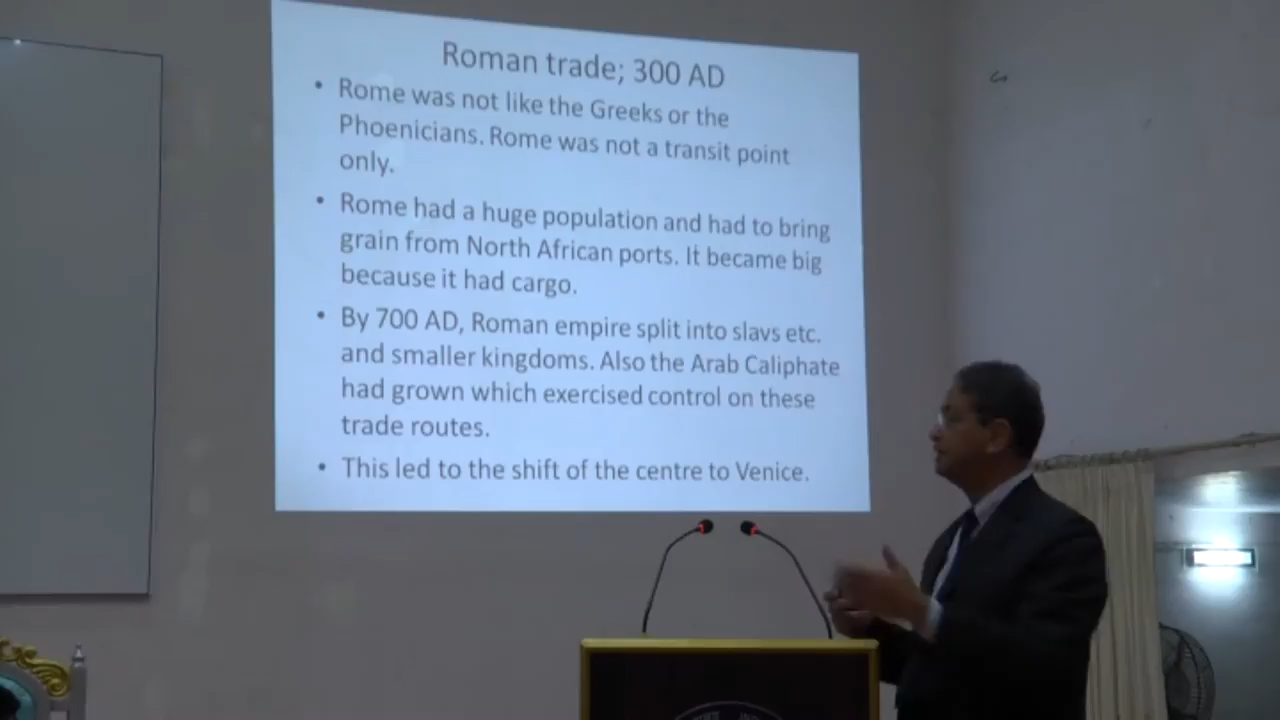 Roman trade; 300 AD
• Rome was not like the Greeks or the
Phoenicians. Rome was not a transit point
only.
• Rome had a huge population and had to bring
grain from North African ports. It became big
because it had cargo.
• By 700 AD, Roman empire split into slavs etc.
and smaller kingdoms. Also the Arab Caliphate
had grown which exercised control on these
trade routes.
• This led to the shift of the centre to Venice.